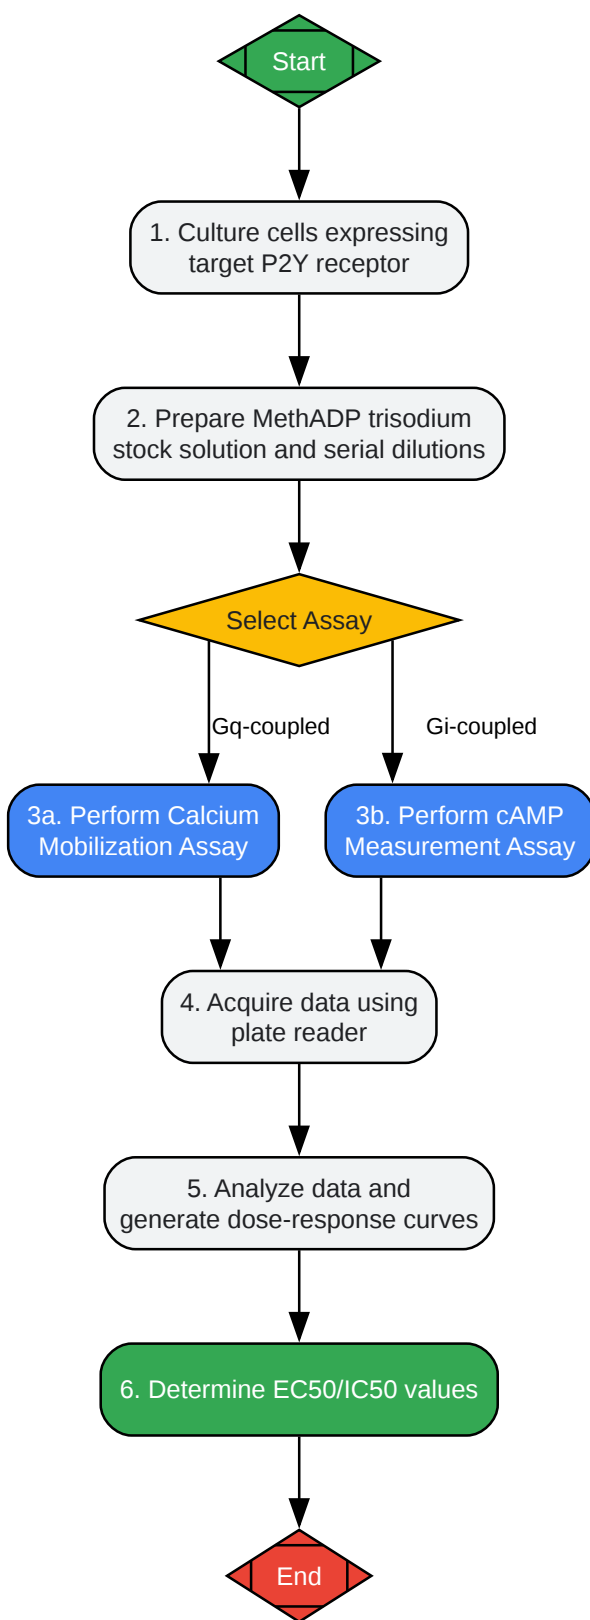 Start
1. Culture cells expressing
target P2Y receptor
2. Prepare MethADP trisodium
stock solution and serial dilutions
Select Assay
Gq-coupled
Gi-coupled
3a. Perform Calcium
Mobilization Assay
3b. Perform cAMP
Measurement Assay
4. Acquire data using
plate reader
5. Analyze data and
generate dose-response curves
6. Determine EC50/IC50 values
End